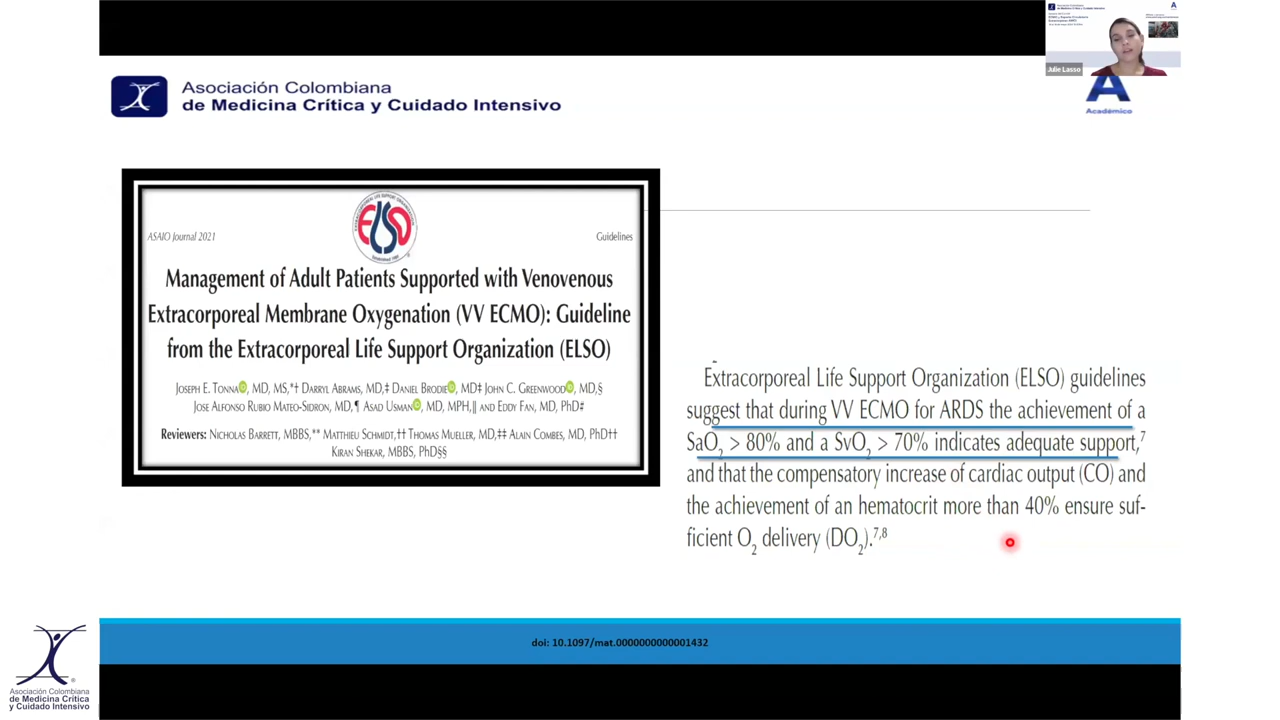 Asociación Colombiana
de Medicina Crítica y Cuidado Intensivo
Julie Lasso
A
Académico
ASAIO Journal 2021
ELSO
Guidelines
Management of Adult Patients Supported with Venovenous
Extracorporeal Membrane Oxygenation (VV ECMO): Guideline
from the Extracorporeal Life Support Organization (ELSO)
JOSEPH E. TONNA, MD, MS,*† DARRYL ABRAMS, MD,‡ DANIEL BRODIE, MD‡ JOHN C. GREENWOOD, MD,§
JOSE ALFONSO RUBIO MATEO-SIDRON, MD,¶ ASAD USMAN, MD, MPH,|| AND EDDY FAN, MD, PhD‡
Reviewers: NICHOLAS BARRETT, MBBS,** MATTHIEU SCHMIDT,†† THOMAS MUELLER, MD,‡‡ ALAIN COMBES, MD, PhD††
KIRAN SHEKAR, MBBS, PhD§§
Extracorporeal Life Support Organization (ELSO) guidelines
suggest that during VV ECMO for ARDS the achievement of a
SaO₂ > 80% and a SvO₂ > 70% indicates adequate support,⁷
and that the compensatory increase of cardiac output (CO) and
the achievement of an hematocrit more than 40% ensure suf-
ficient O₂ delivery (DO₂).⁷,⁸
doi: 10.1097/mat.0000000000001432
Asociación Colombiana
de Medicina Crítica
y Cuidado Intensivo